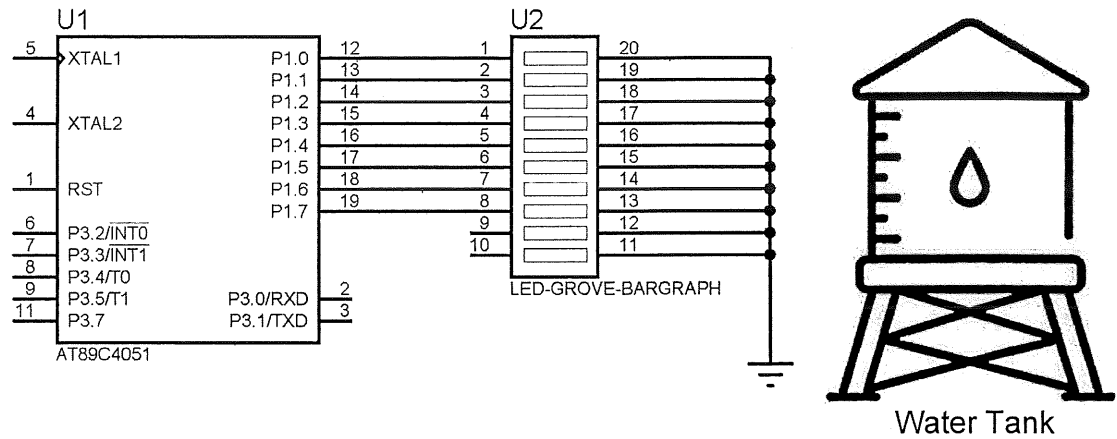 U1
5 XTAL1
4 XTAL2
1 RST
6 P3.2/INT0
7 P3.3/INT1
8 P3.4/T0
9 P3.5/T1
11 P3.7
P1.0 12
P1.1 13
P1.2 14
P1.3 15
P1.4 16
P1.5 17
P1.6 18
P1.7 19
P3.0/RXD 2
P3.1/TXD 3
AT89C4051
U2
1 20
2 19
3 18
4 17
5 16
6 15
7 14
8 13
9 12
10 11
LED-GROVE-BARGRAPH
Water Tank